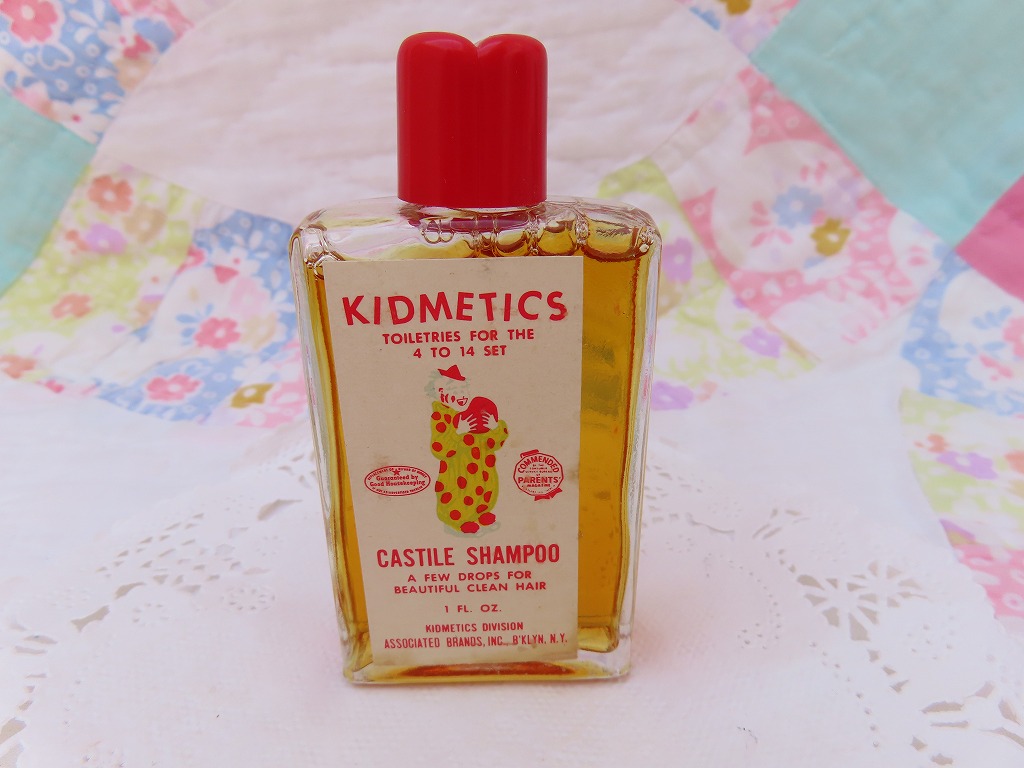 KIDMETICS
TOILETRIES FOR THE
4 TO 14 SET
Guaranteed by
Good Housekeeping
COMMENDED
PARENTS'
MAGAZINE
CASTILE SHAMPOO
A FEW DROPS FOR
BEAUTIFUL CLEAN HAIR
1 FL. OZ.
KIDMETICS DIVISION
ASSOCIATED BRANDS, INC. B'KLYN, N.Y.